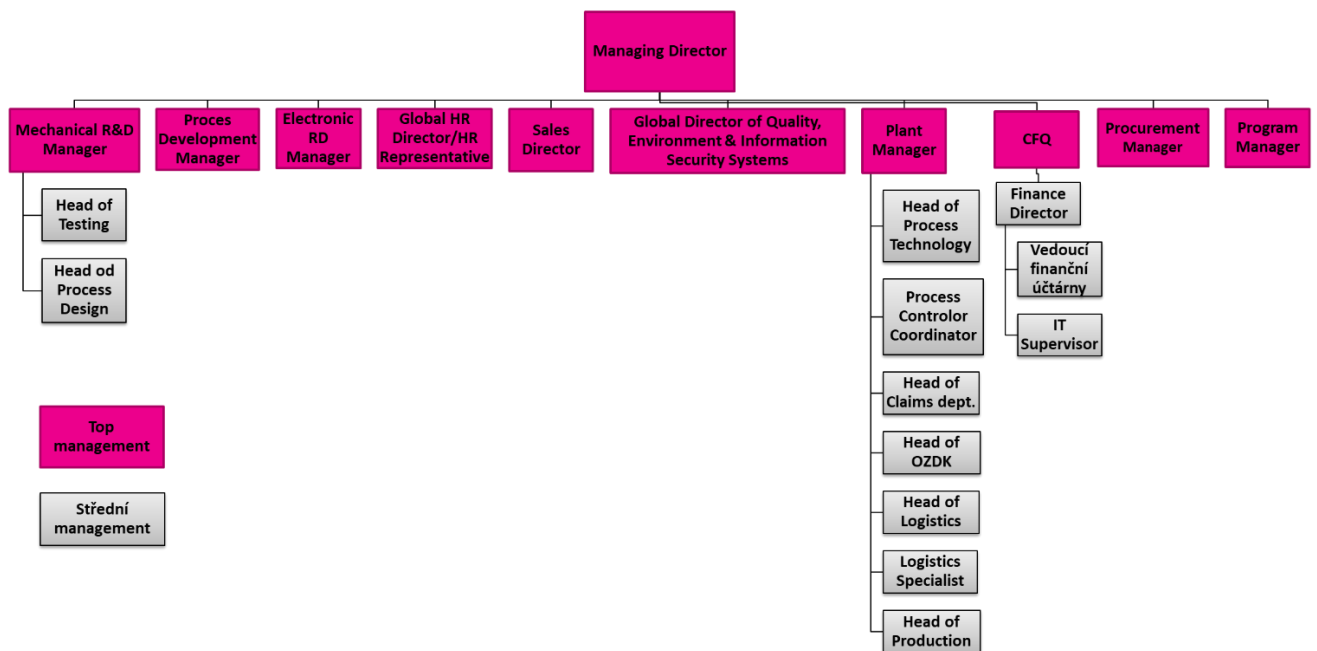 Managing Director
Mechanical R&D
Manager
Proces
Development
Manager
Electronic
RD
Manager
Global HR
Director/HR
Representative
Sales
Director
Global Director of Quality,
Environment & Information
Security Systems
Plant
Manager
CFQ
Procurement
Manager
Program
Manager
Head of
Testing
Head od
Process
Design
Head of
Process
Technology
Process
Controlor
Coordinator
Head of
Claims dept.
Head of
OZDK
Head of
Logistics
Logistics
Specialist
Head of
Production
Finance
Director
Vedoucí
finanční
účtárny
IT
Supervisor
Top
management
Střední
management